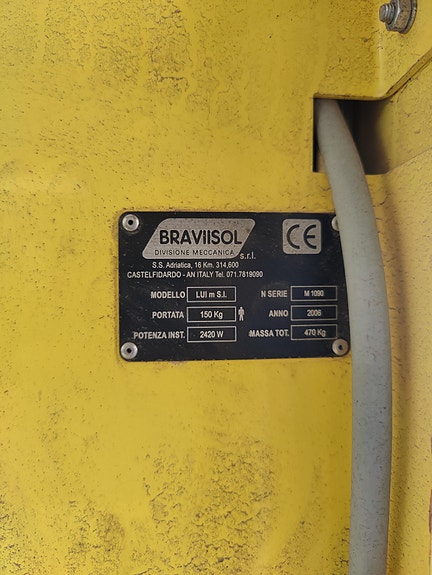 BRAVIISOL
DIVISIONE MECCANICA s.r.l.
S.S. Adriatica, 16 Km. 314,600
CASTELFIDARDO - AN ITALY Tel. 071.7819090
CE
MODELLO LUI m S.I. N SERIE M 1090
PORTATA 150 Kg ANNO 2006
POTENZA INST. 2420 W MASSA TOT. 470 Kg